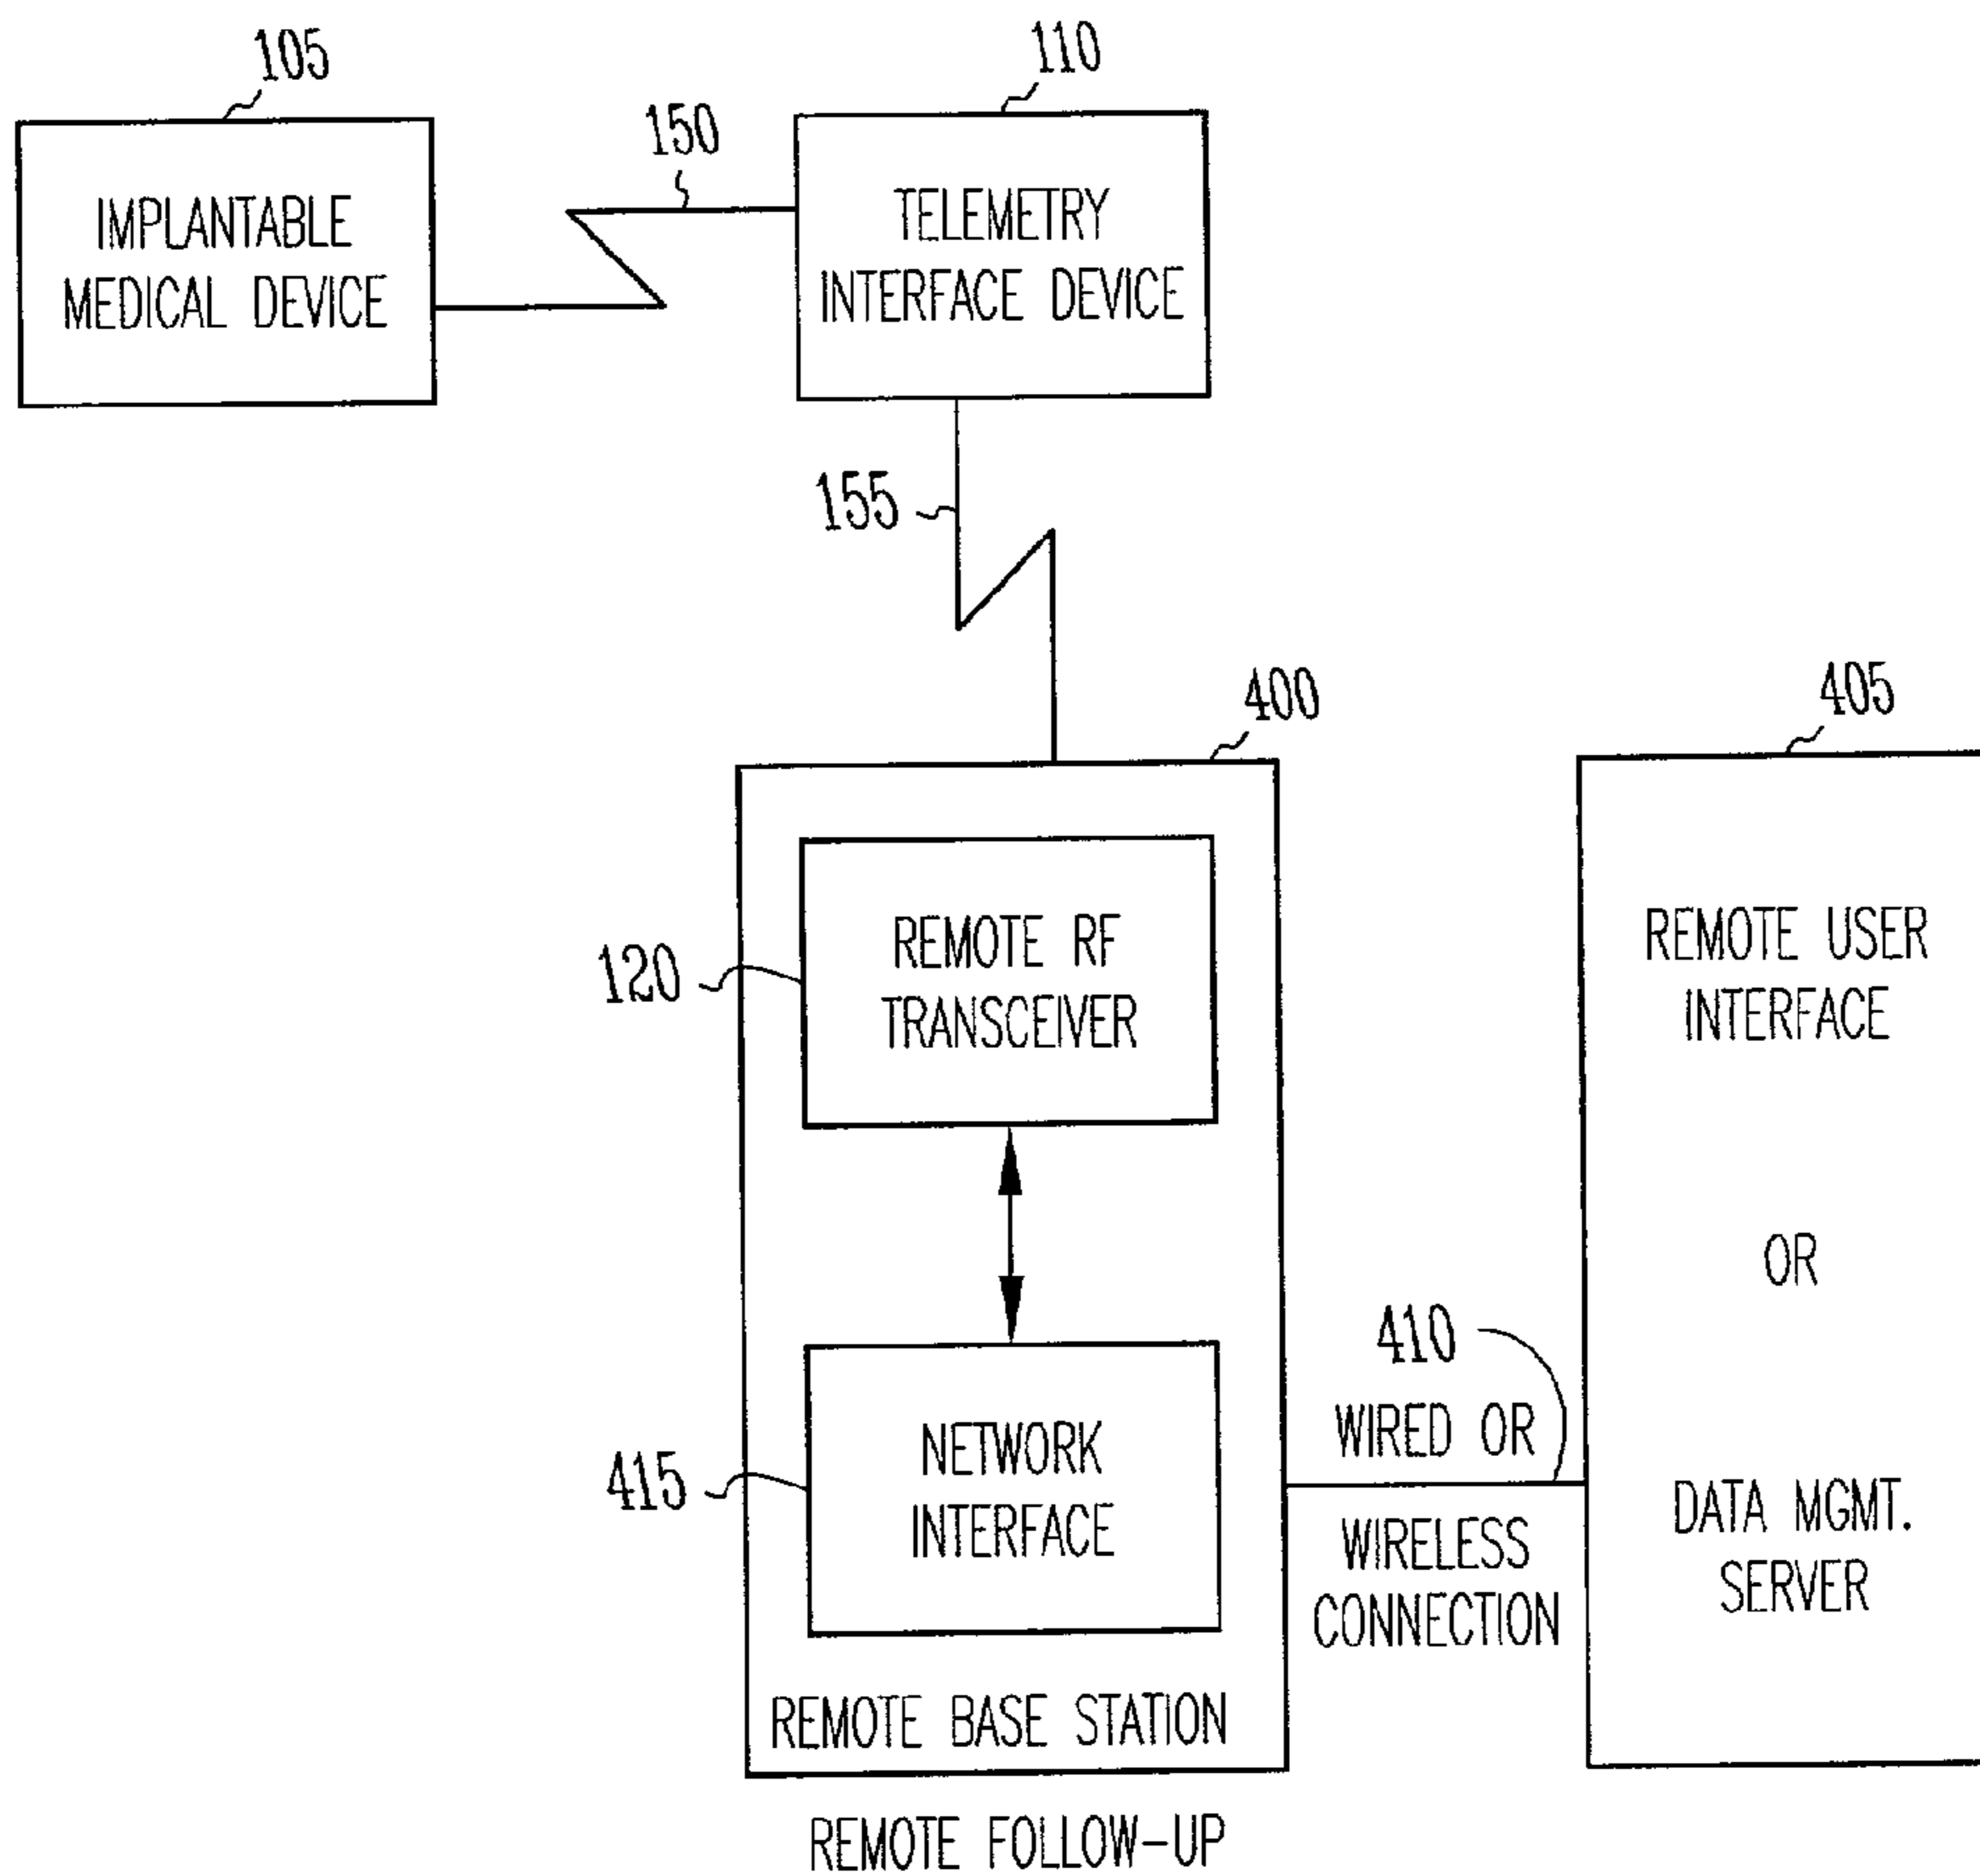 105
110
150
IMPLANTABLE
MEDICAL DEVICE
TELEMETRY
INTERFACE DEVICE
155
400
405
120
REMOTE RF
TRANSCEIVER
REMOTE USER
INTERFACE
OR
410
415
NETWORK
INTERFACE
WIRED OR
WIRELESS
CONNECTION
DATA MGMT.
SERVER
REMOTE BASE STATION
REMOTE FOLLOW-UP